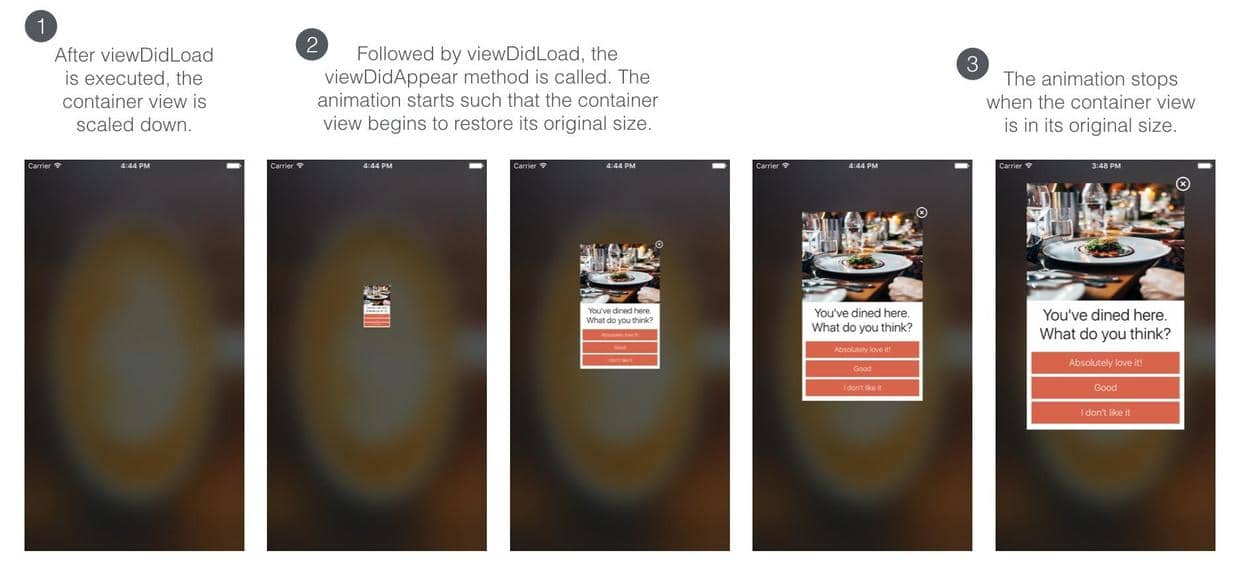 1
After viewDidLoad
is executed, the
container view is
scaled down.
2
Followed by viewDidLoad, the
viewDidAppear method is called. The
animation starts such that the container
view begins to restore its original size.
3
The animation stops
when the container view
is in its original size.
Carrier 4:44 PM
Carrier 4:44 PM
Carrier 4:44 PM
You've dined here.
What do you think?
Absolutely love it!
Good
I don't like it
Carrier 4:44 PM
You've dined here.
What do you think?
Absolutely love it!
Good
I don't like it
Carrier 3:48 PM
You've dined here.
What do you think?
Absolutely love it!
Good
I don't like it